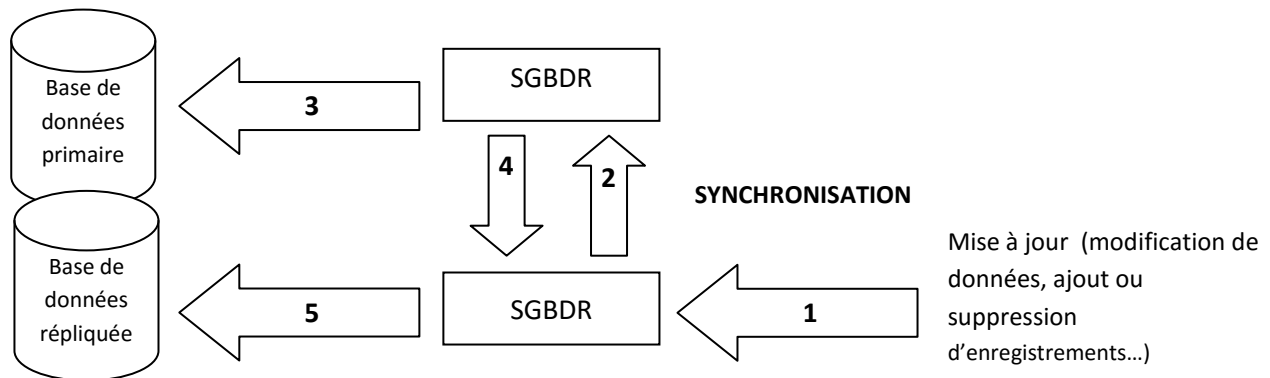 Base de
données
primaire
3
SGBDR
4
2
SYNCHRONISATION
Base de
données
répliquée
5
SGBDR
1
Mise à jour (modification de
données, ajout ou
suppression
d’enregistrements…)